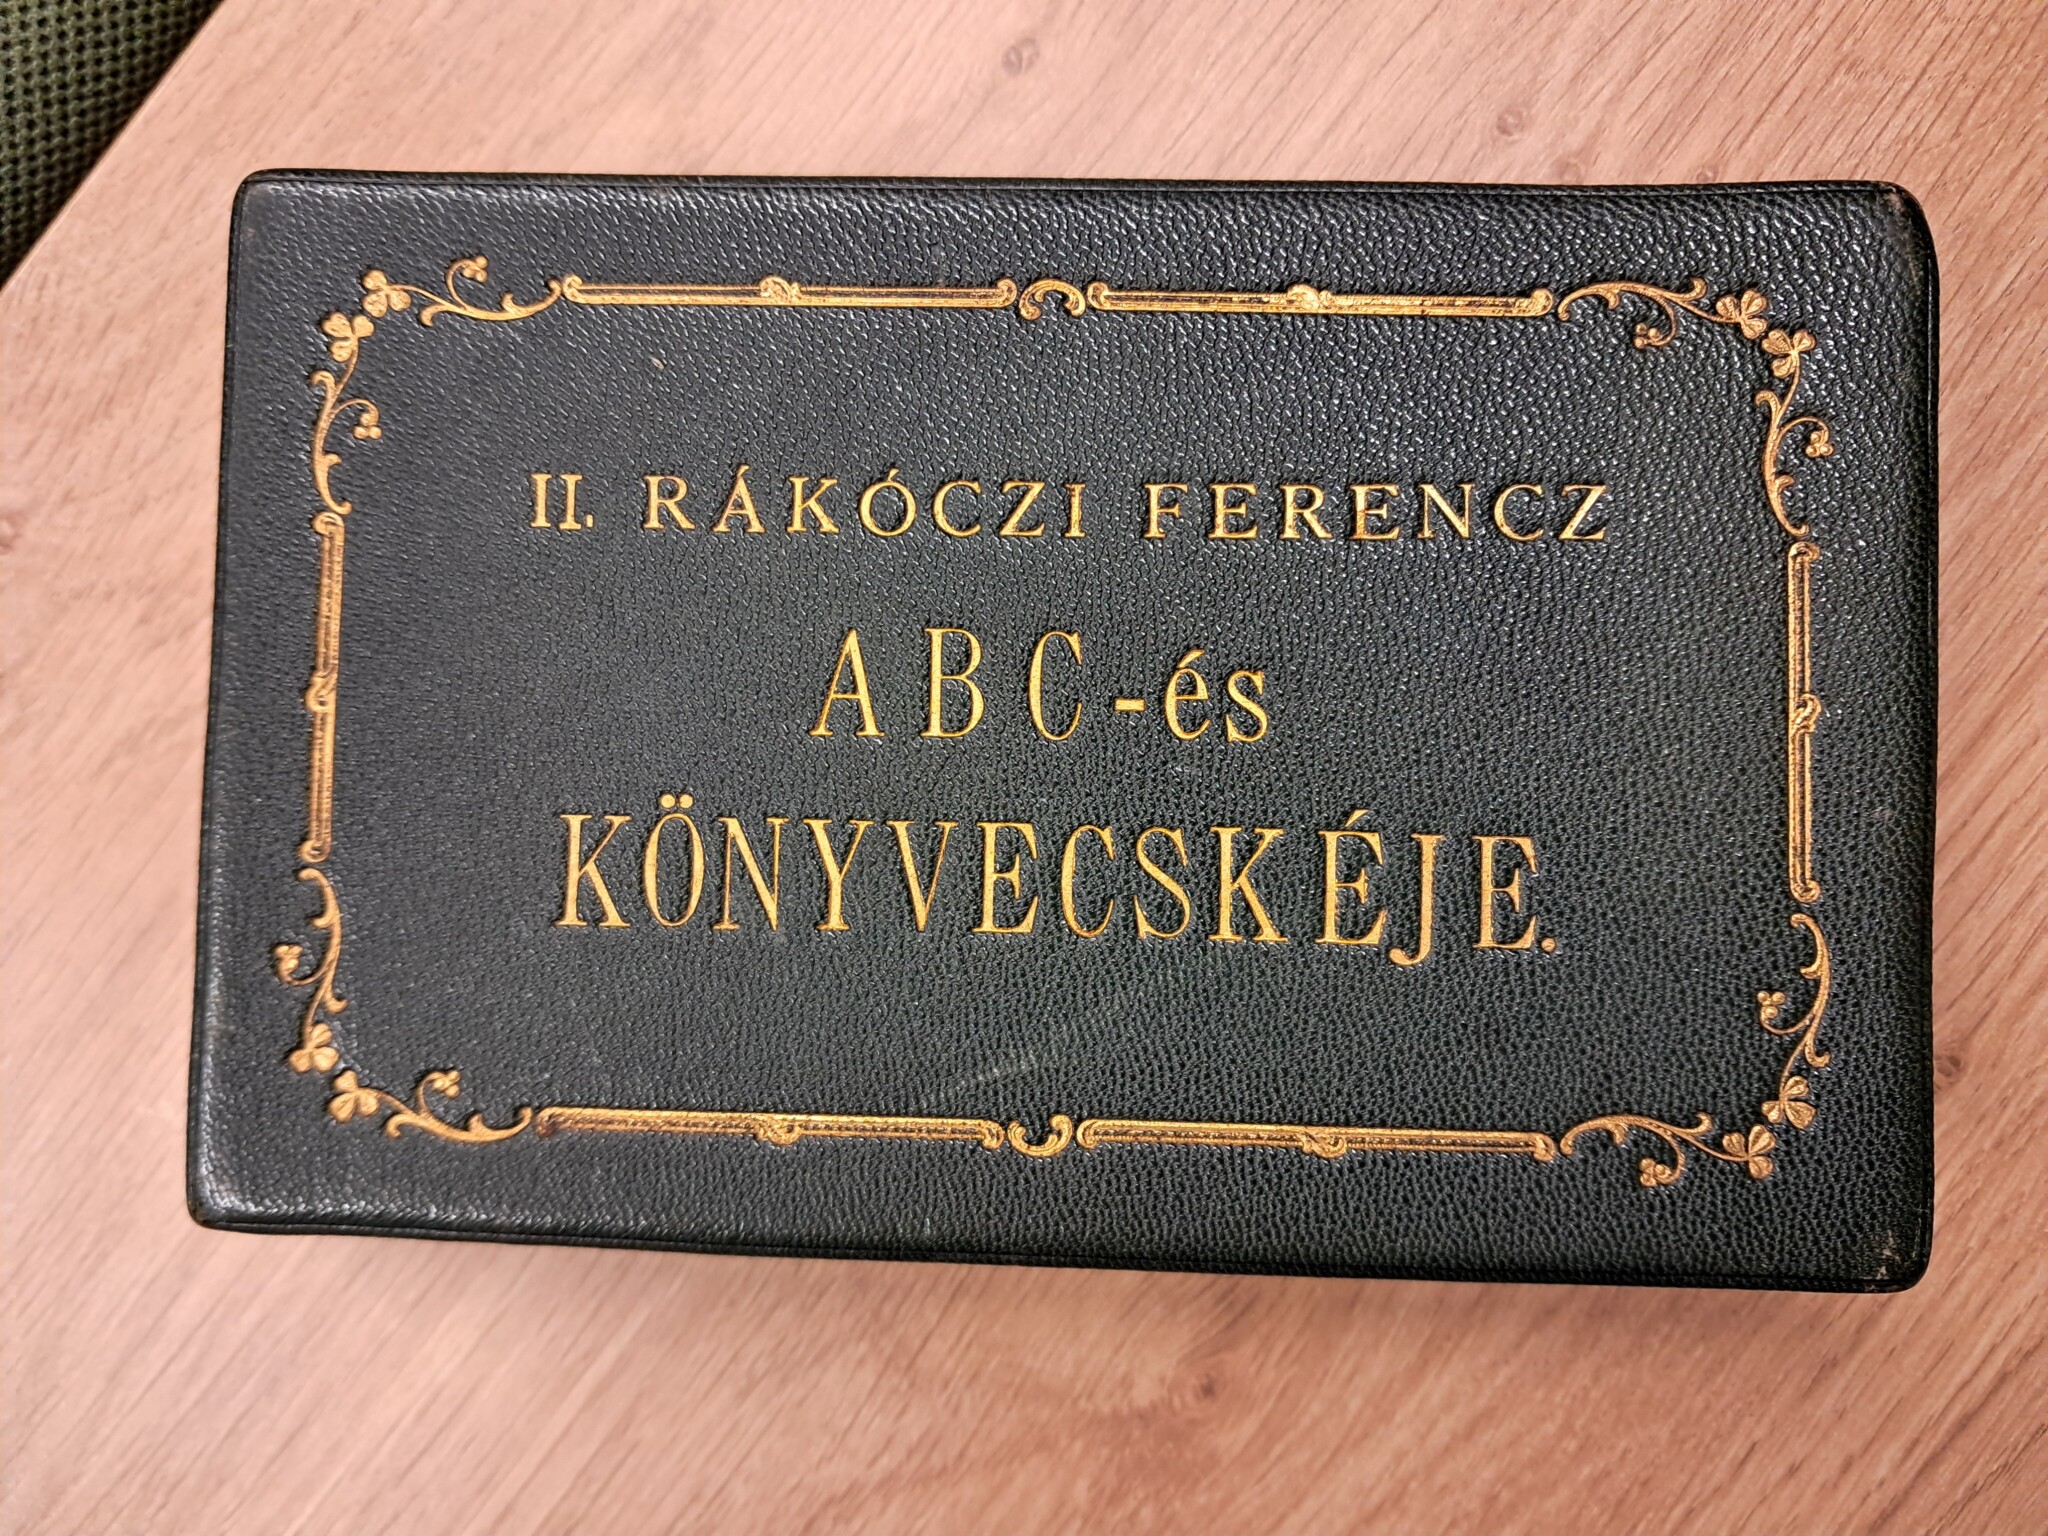 II. RÁKÓCZI FERENCZ
ABC-és
KÖNYVECSKÉJE.